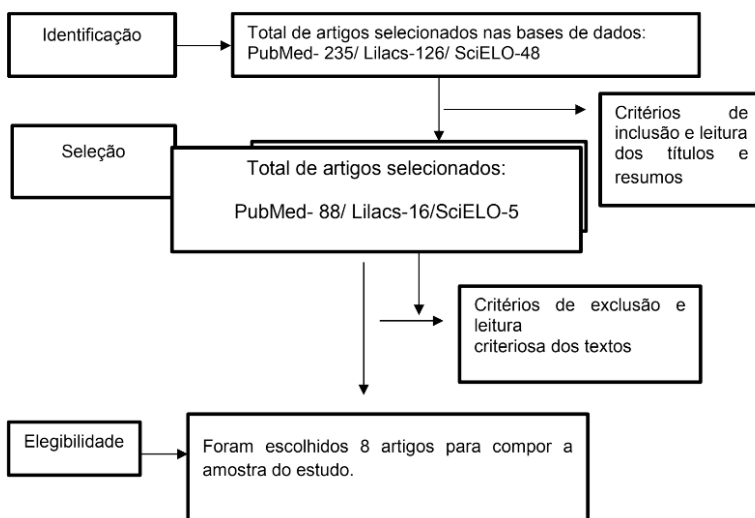 Identificação
Total de artigos selecionados nas bases de dados:
PubMed- 235/ Lilacs-126/ SciELO-48
Critérios de
inclusão e leitura
dos títulos e
resumos
Seleção
Total de artigos selecionados:
PubMed- 88/ Lilacs-16/SciELO-5
Critérios de exclusão e
leitura
criteriosa dos textos
Elegibilidade
Foram escolhidos 8 artigos para compor a
amostra do estudo.